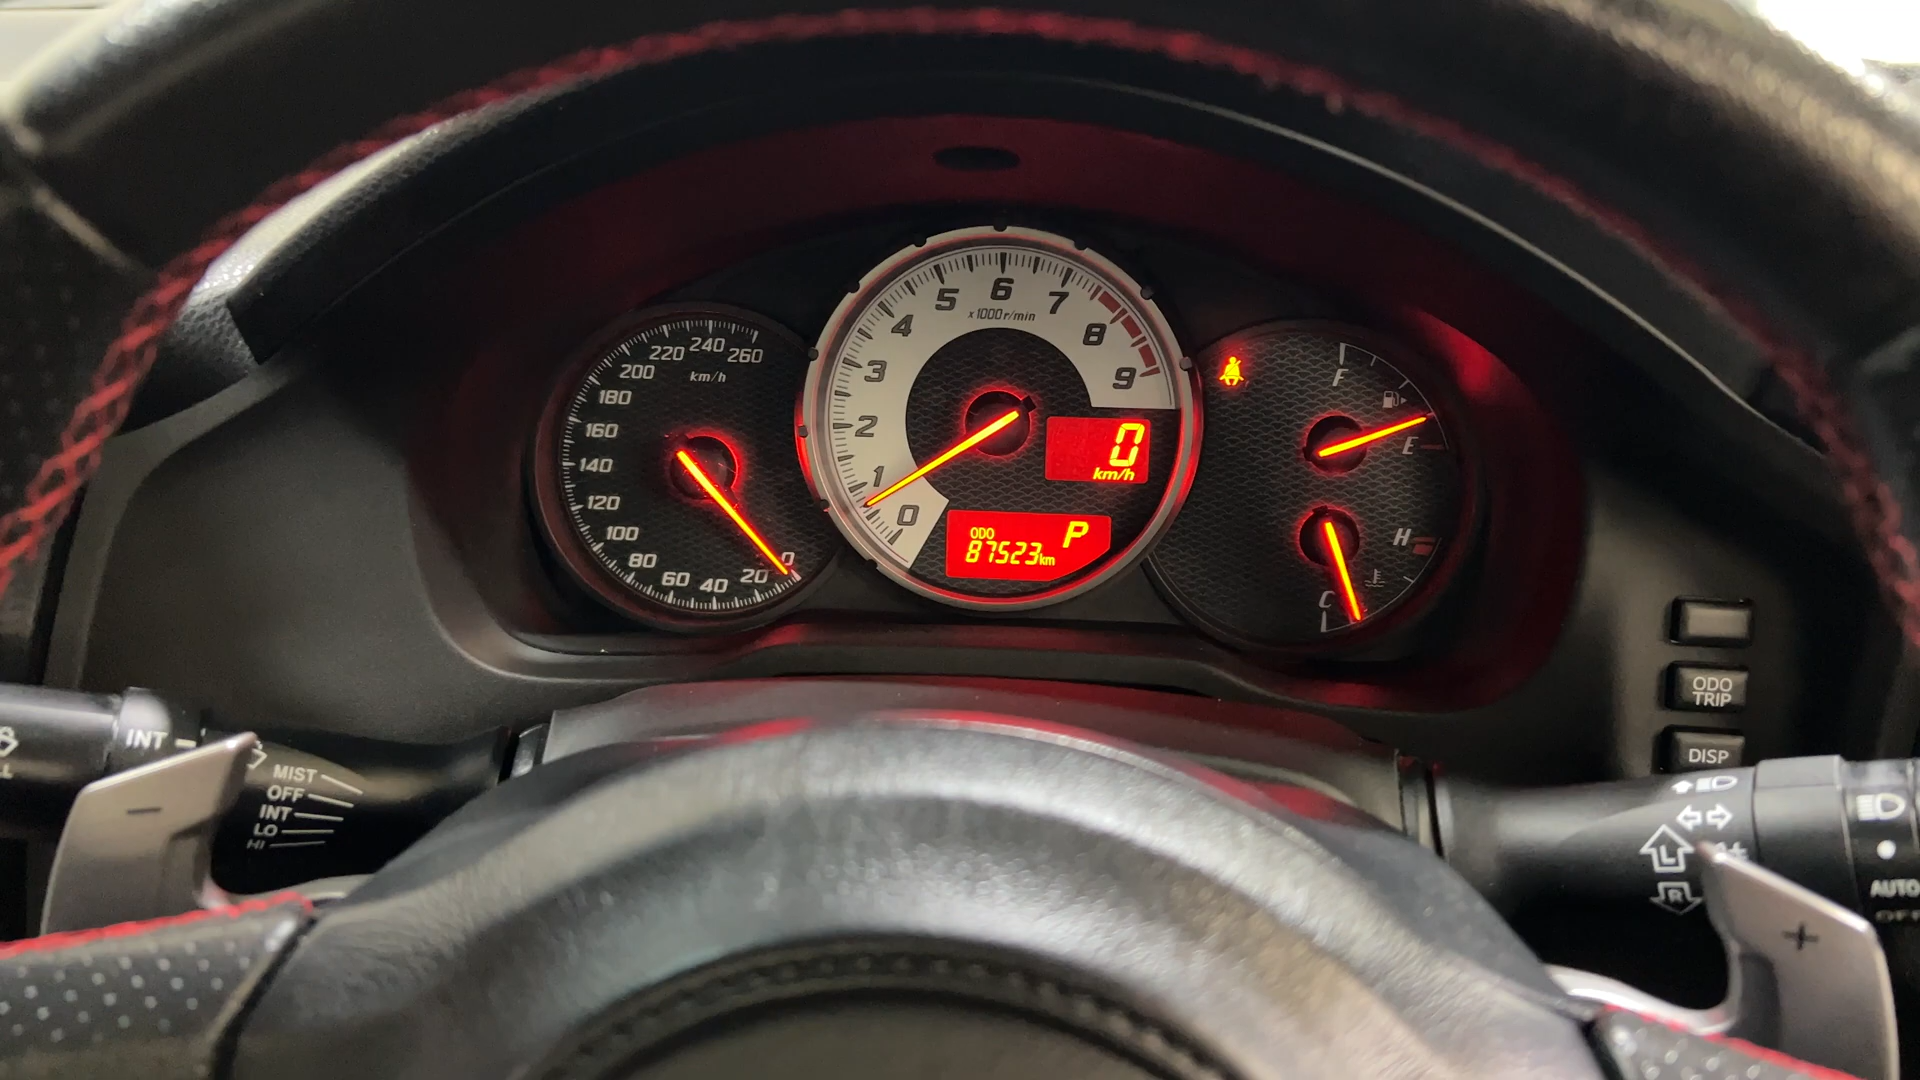 0
20
40
60
80
100
120
140
160
180
200
220
240
260
km/h
0
1
2
3
4
5
6
7
8
9
x1000r/min
0
km/h
ODO
P
87523km
F
E
H
C
ODO
TRIP
DISP
INT
MIST
OFF
INT
LO
HI
−
L
R
AUTO
OFF
+